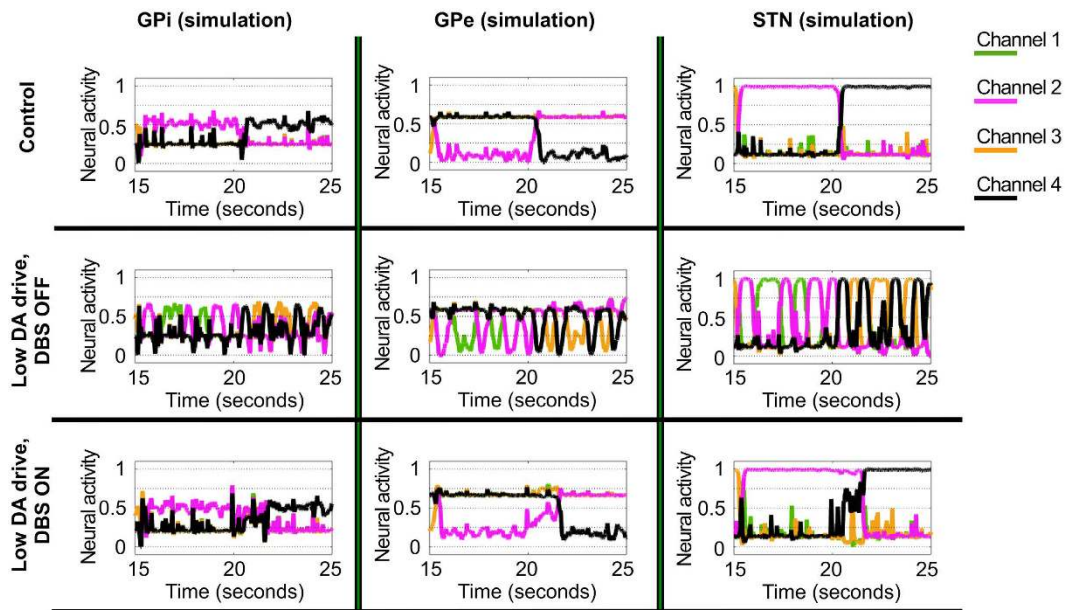 GPi (simulation)
GPe (simulation)
STN (simulation)
Channel 1
Channel 2
Channel 3
Channel 4
Control
Neural activity
1
0.5
0
15
20
25
Time (seconds)
Neural activity
1
0.5
0
15
20
25
Time (seconds)
Neural activity
1
0.5
0
15
20
25
Time (seconds)
Low DA drive,
DBS OFF
Neural activity
1
0.5
0
15
20
25
Time (seconds)
Neural activity
1
0.5
0
15
20
25
Time (seconds)
Neural activity
1
0.5
0
15
20
25
Time (seconds)
Low DA drive,
DBS ON
Neural activity
1
0.5
0
15
20
25
Time (seconds)
Neural activity
1
0.5
0
15
20
25
Time (seconds)
Neural activity
1
0.5
0
15
20
25
Time (seconds)